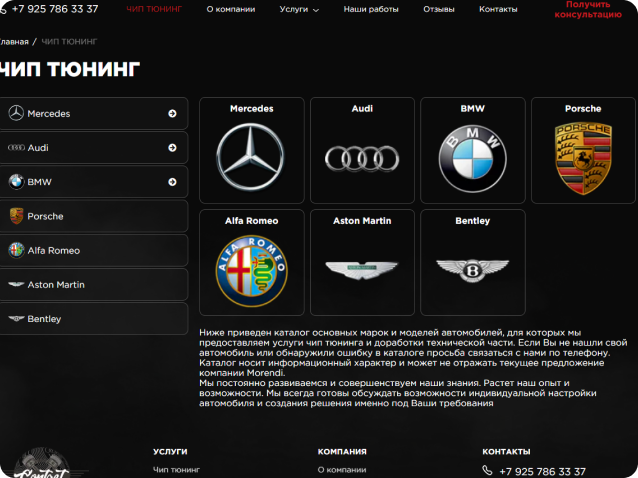 +7 925 786 33 37 ЧИП ТЮНИНГ О компании Услуги Наши работы Отзывы Контакты Получить консультацию
Главная / ЧИП ТЮНИНГ
ЧИП ТЮНИНГ
Mercedes
Audi
BMW
Porsche
Alfa Romeo
Aston Martin
Bentley
Mercedes Audi BMW Porsche
BMW
PORSCHE
Alfa Romeo Aston Martin Bentley
ALFA ROMEO
B
Ниже приведен каталог основных марок и моделей автомобилей, для которых мы
предоставляем услуги чип тюнинга и доработки технической части. Если Вы не нашли свой
автомобиль или обнаружили ошибку в каталоге просьба связаться с нами по телефону.
Каталог носит информационный характер и может не отражать текущее предложение
компании Morendi.
Мы постоянно развиваемся и совершенствуем наши знания. Растет наш опыт и
возможности. Мы всегда готовы обсуждать возможности индивидуальной настройки
автомобиля и создания решения именно под Ваши требования
УСЛУГИ КОМПАНИЯ КОНТАКТЫ
Чип тюнинг О компании +7 925 786 33 37